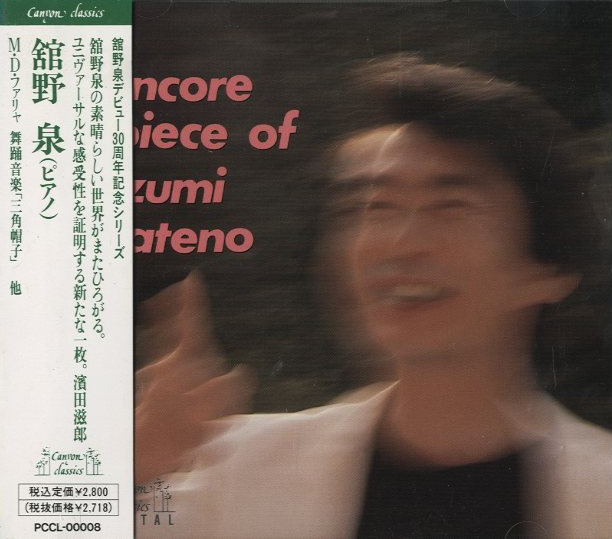 Canyon classics
舘野泉デビュー30周年記念シリーズ
舘野泉の素晴らしい世界がまたひろがる。
ユニヴァーサルな感受性を証明する新たな一枚。濱田滋郎
舘野 泉(ピアノ)
M・D・ファリャ 舞踊音楽「三角帽子」 他
Canyon
classics
税込定価¥2,800
(税抜価格¥2,718)
PCCL-00008
ncore
piece of
zumi
ateno
nyon
sics
ITAL